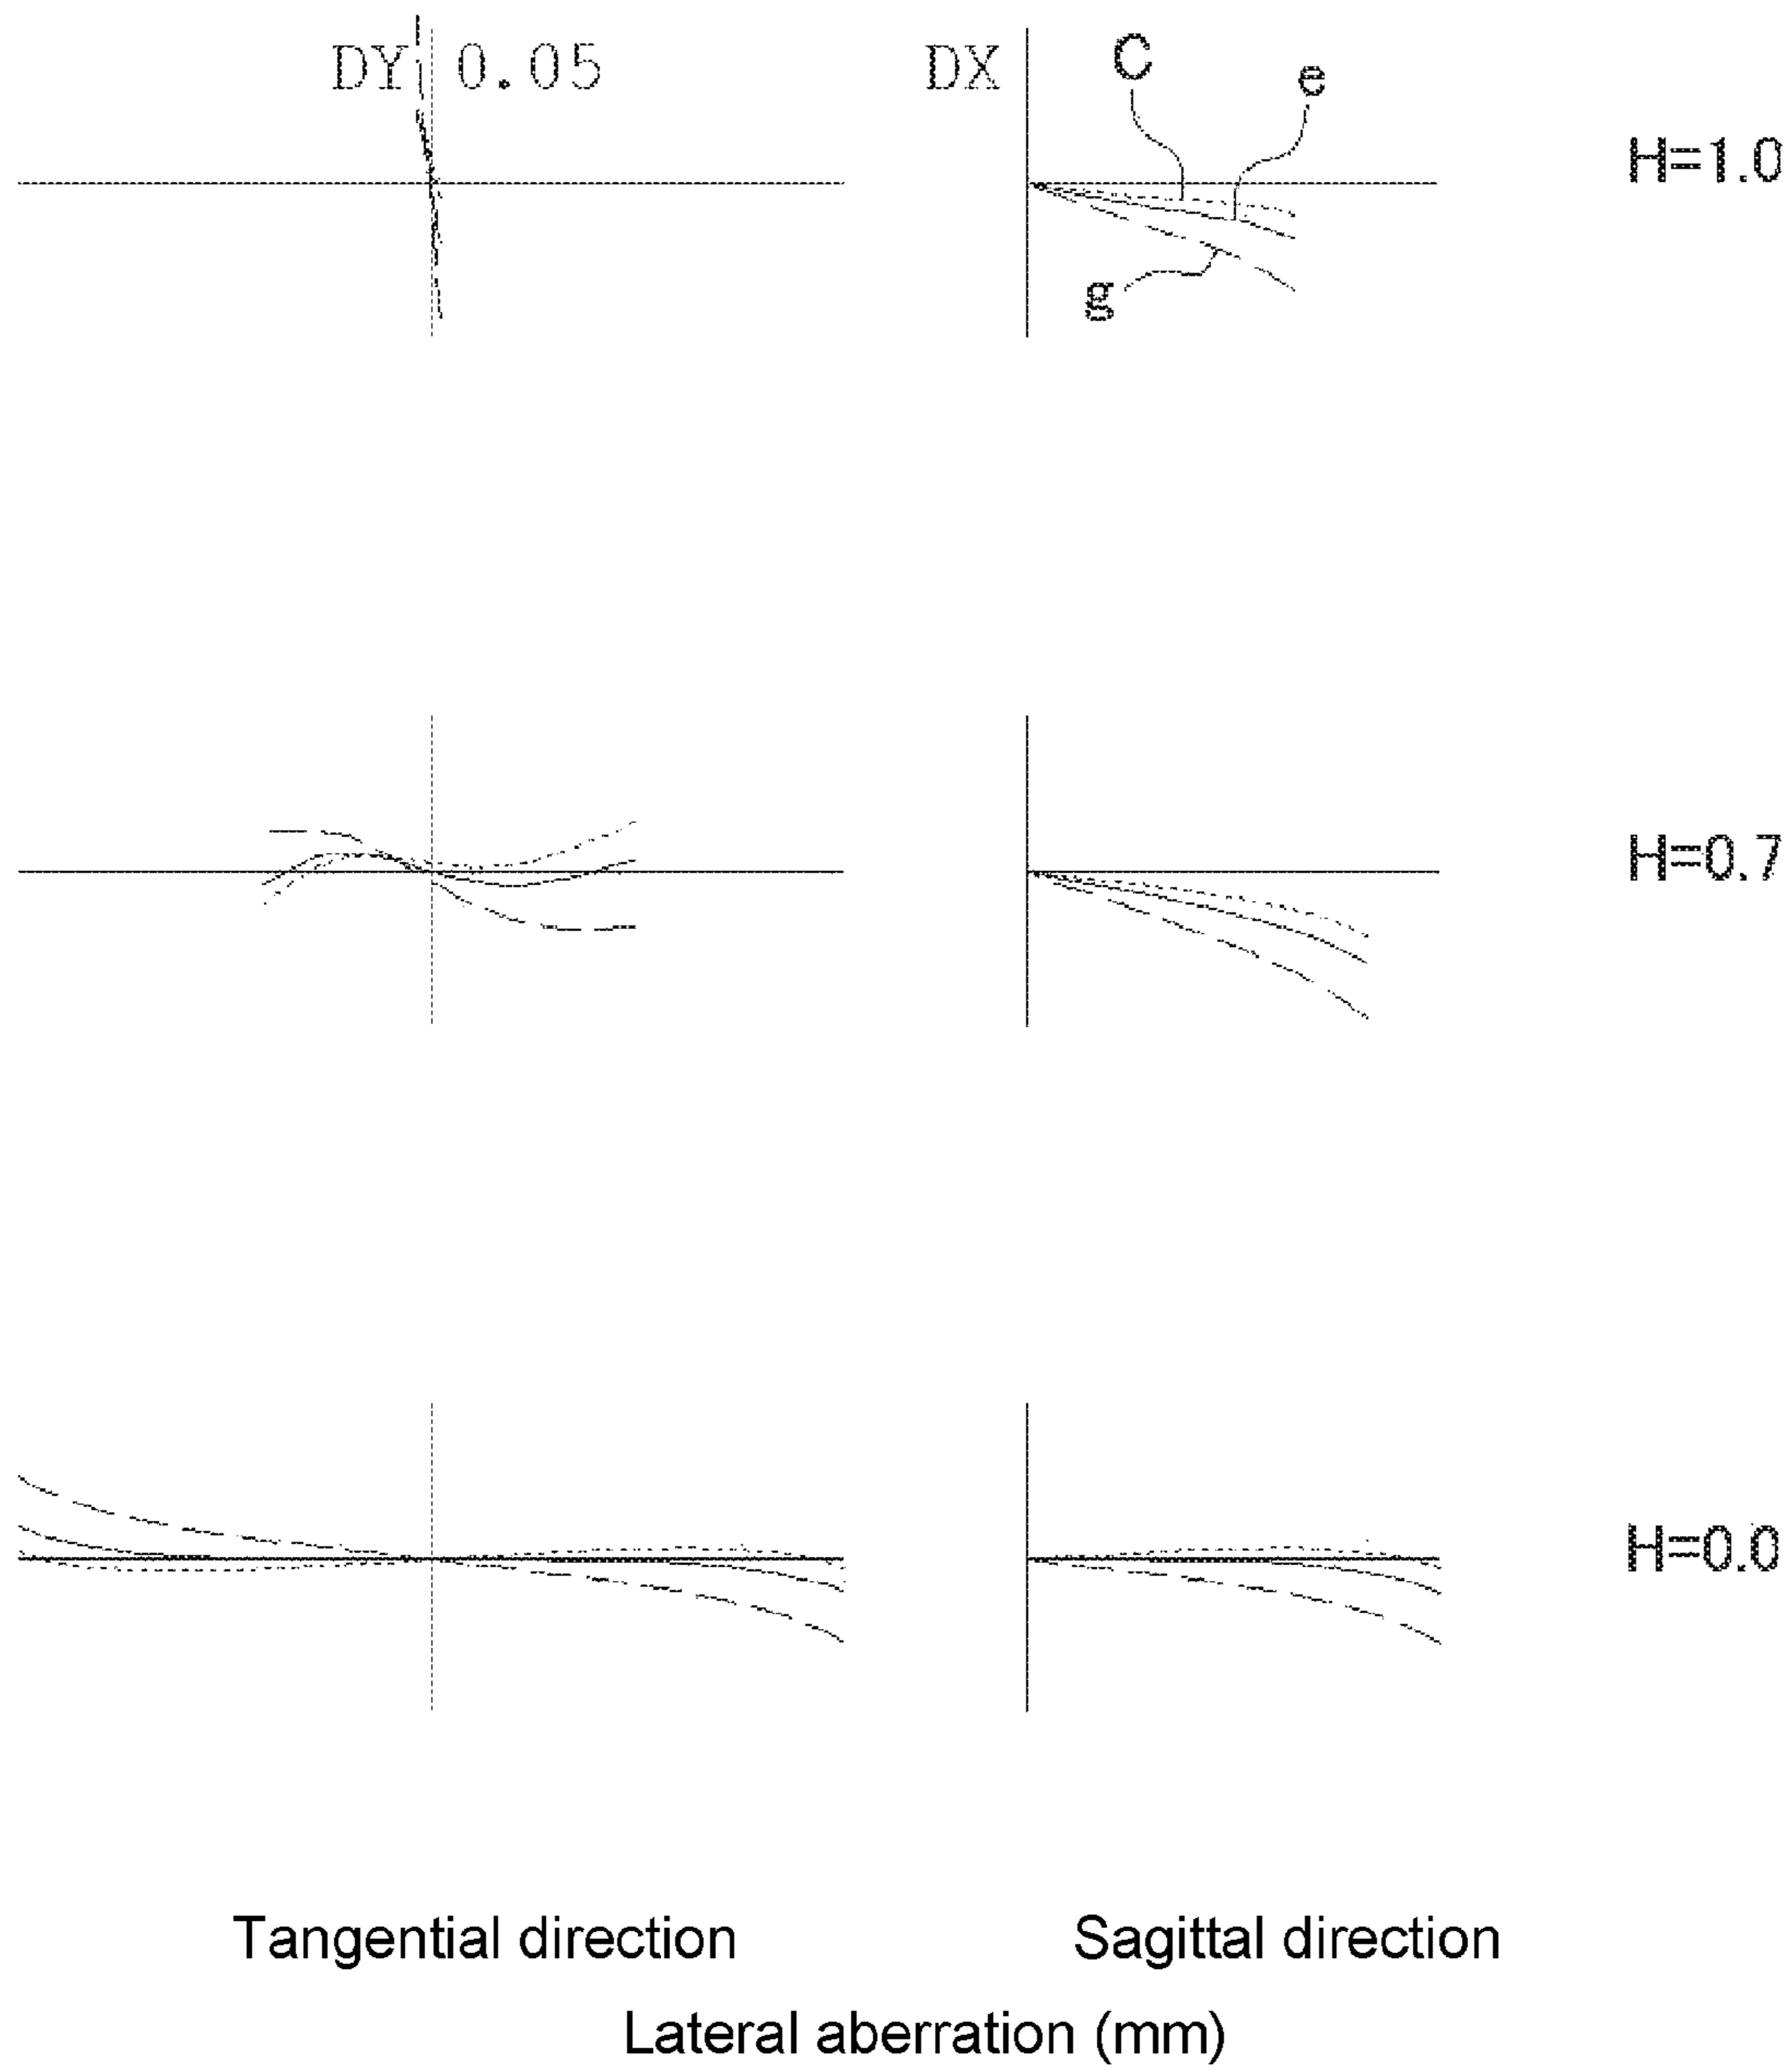 DY 0.05 DX C e H=1.0
g
H=0.7
H=0.0
Tangential direction Sagittal direction
Lateral aberration (mm)